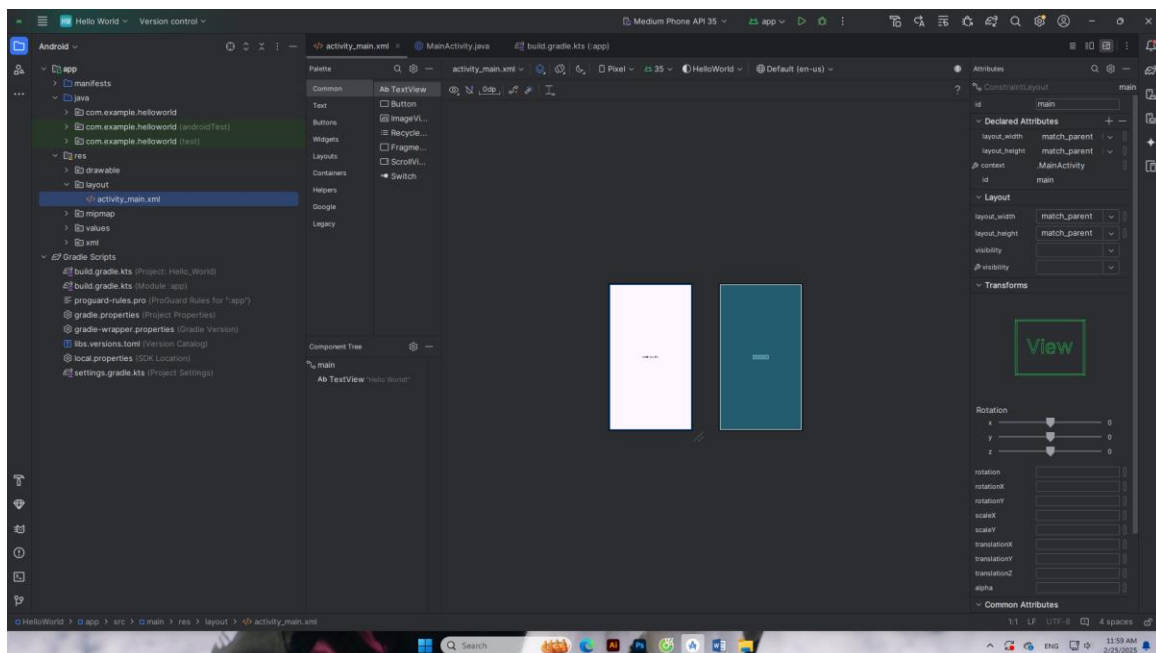 HW Hello World Version control
Medium Phone API 35 app
Android
activity_main.xml
MainActivity.java
build.gradle.kts (:app)
app
manifests
java
com.example.helloworld
com.example.helloworld (androidTest)
com.example.helloworld (test)
res
drawable
layout
activity_main.xml
mipmap
values
xml
Gradle Scripts
build.gradle.kts (Project: Hello_World)
build.gradle.kts (Module :app)
proguard-rules.pro (ProGuard Rules for ":app")
gradle.properties (Project Properties)
gradle-wrapper.properties (Gradle Version)
libs.versions.toml (Version Catalog)
local.properties (SDK Location)
settings.gradle.kts (Project Settings)
Palette
Common
Text
Buttons
Widgets
Layouts
Containers
Helpers
Google
Legacy
Ab TextView
Button
ImageVi...
Recycle...
Fragme...
ScrollVi...
Switch
Component Tree
main
Ab TextView "Hello World!"
activity_main.xml Pixel 35 HelloWorld Default (en-us)
0dp
?
Attributes
ConstraintLayout main
id main
Declared Attributes
layout_width match_parent
layout_height match_parent
context .MainActivity
id main
Layout
layout_width match_parent
layout_height match_parent
visibility
visibility
Transforms
View
Rotation
x 0
y 0
z 0
rotation
rotationX
rotationY
scaleX
scaleY
translationX
translationY
translationZ
alpha
Common Attributes
HelloWorld > app > src > main > res > layout > activity_main.xml
1:1 LF UTF-8 4 spaces
Search
Ai
Ps
W
ENG
11:59 AM
2/25/2025